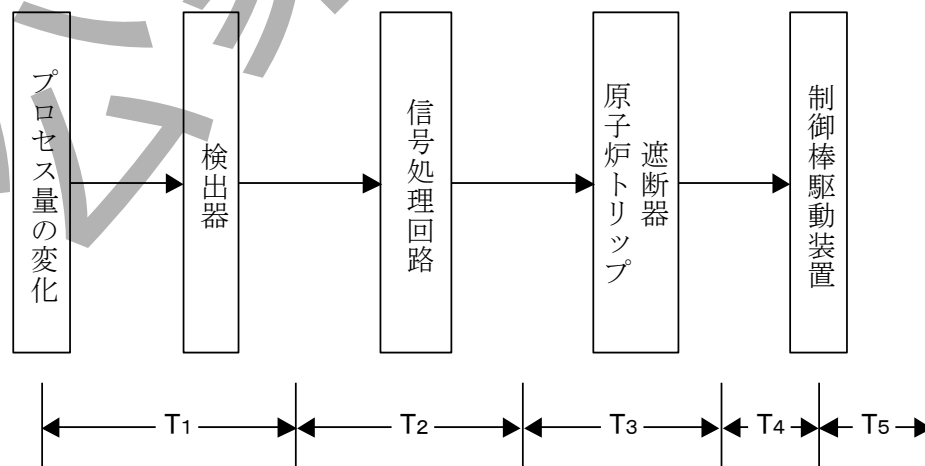 プロセス量の変化
検出器
信号処理回路
原子炉トリップ
遮断器
制御棒駆動装置
T1
T2
T3
T4
T5